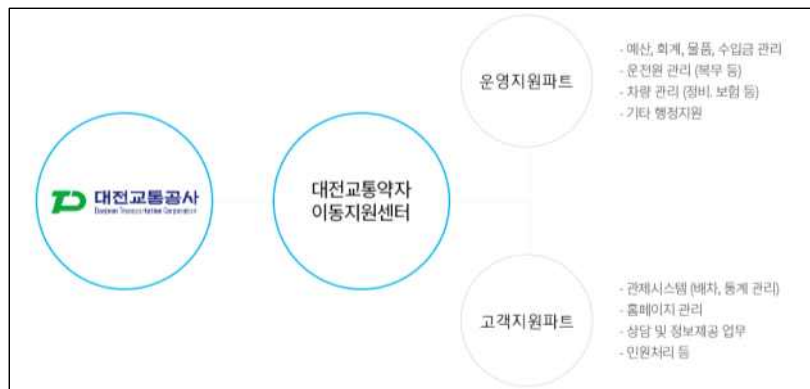 대전교통공사
Daejeon Transportation Corporation
대전교통약자
이동지원센터
운영지원파트
- 예산, 회계, 물품, 수입금 관리
- 운전원 관리 (복무 등)
- 차량 관리 (정비. 보험 등)
- 기타 행정지원
고객지원파트
- 관제시스템 (배차, 통계 관리)
- 홈페이지 관리
- 상담 및 정보제공 업무
- 민원처리 등